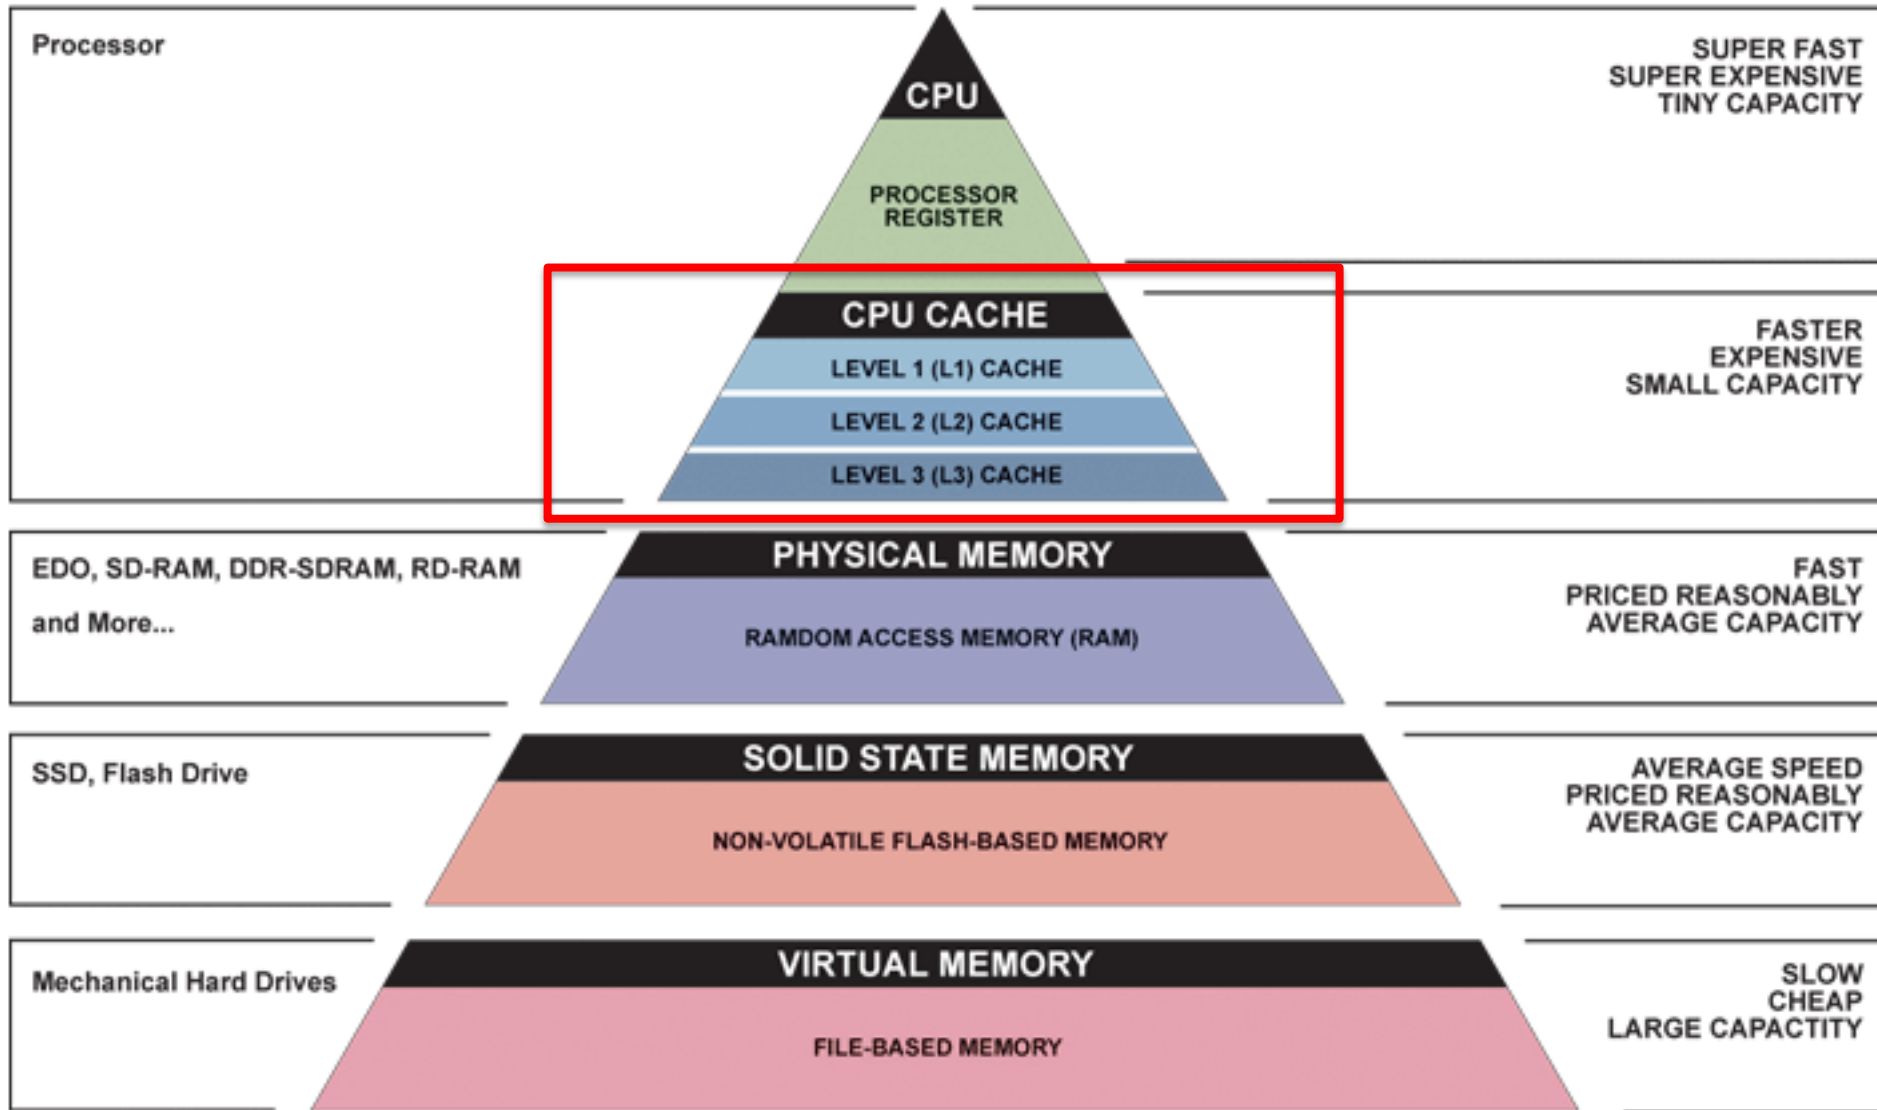 Processor
CPU
SUPER FAST
SUPER EXPENSIVE
TINY CAPACITY
PROCESSOR
REGISTER
CPU CACHE
LEVEL 1 (L1) CACHE
LEVEL 2 (L2) CACHE
LEVEL 3 (L3) CACHE
FASTER
EXPENSIVE
SMALL CAPACITY
EDO, SD-RAM, DDR-SDRAM, RD-RAM
and More...
PHYSICAL MEMORY
RAMDOM ACCESS MEMORY (RAM)
FAST
PRICED REASONABLY
AVERAGE CAPACITY
SSD, Flash Drive
SOLID STATE MEMORY
NON-VOLATILE FLASH-BASED MEMORY
AVERAGE SPEED
PRICED REASONABLY
AVERAGE CAPACITY
Mechanical Hard Drives
VIRTUAL MEMORY
FILE-BASED MEMORY
SLOW
CHEAP
LARGE CAPACTITY